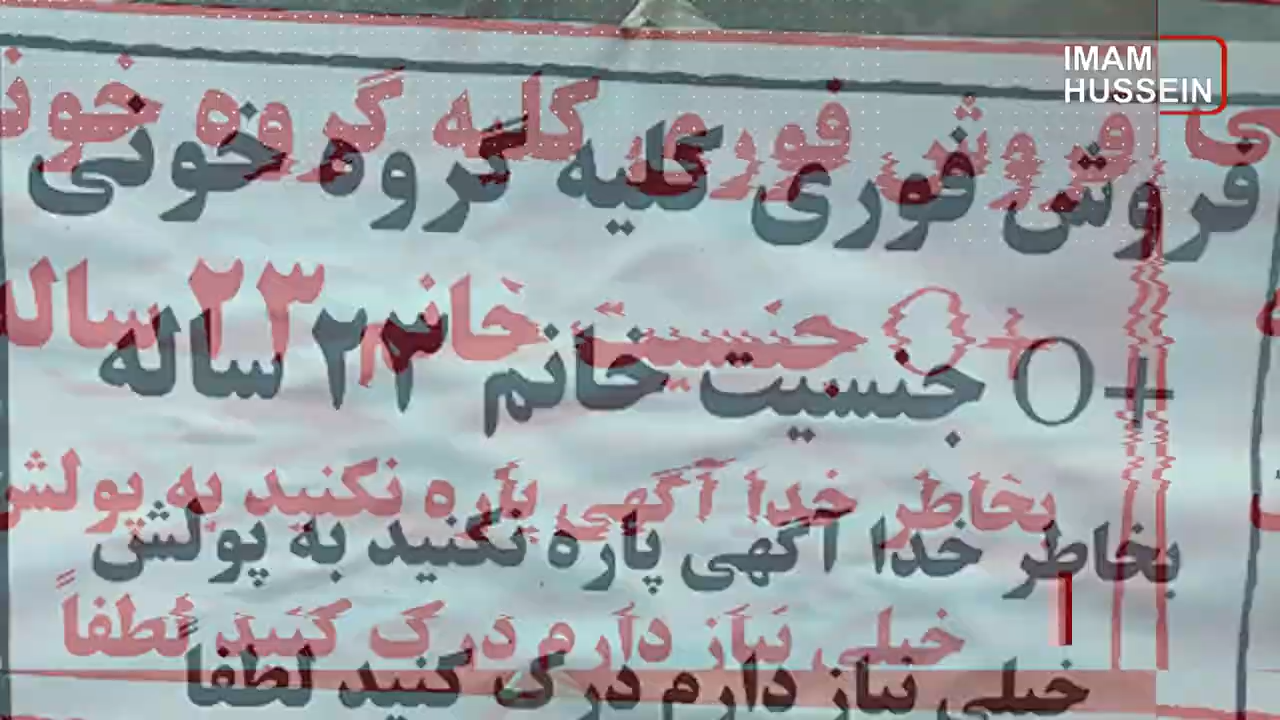 IMAM
HUSSEIN
فروش فوری کلیه گروه خونی
O+ جنسیت خانم ۲۳ ساله
بخاطر خدا آگهی پاره نکنید به پولش
خیلی نیاز دارم درک کنید لطفاً